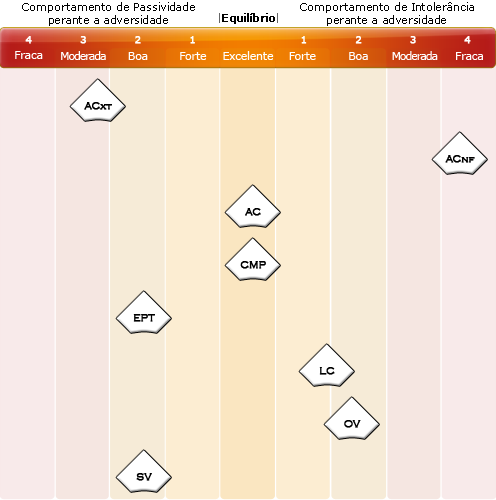 Comportamento de Passividade
perante a adversidade
|Equilíbrio|
Comportamento de Intolerância
perante a adversidade
4 3 2 1 1 2 3 4
Fraca Moderada Boa Forte Excelente Forte Boa Moderada Fraca
ACXT
ACNF
AC
CMP
EPT
LC
OV
SV